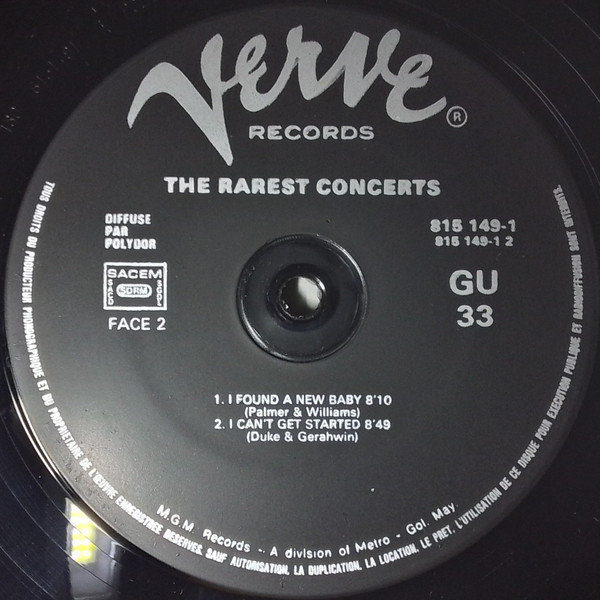 Verve
®
RECORDS
THE RAREST CONCERTS
DIFFUSE
PAR
POLYDOR
815 149-1
815 149-1 2
SACEM
SACD
SDRM
SGDL
GU
33
FACE 2
1. I FOUND A NEW BABY 8'10
(Palmer & Williams)
2. I CAN'T GET STARTED 8'49
(Duke & Gerahwin)
M.G.M. Records - A division of Metro - Gol. May.
TOUS DROITS DU PRODUCTEUR PHONOGRAPHIQUE ET DU PROPRIETAIRE DE L'ŒUVRE ENREGISTREE RESERVES. SAUF AUTORISATION, LA DUPLICATION, LA LOCATION, LE PRET, L'UTILISATION DE CE DISQUE POUR EXECUTION PUBLIQUE ET RADIODIFFUSION SONT INTERDITS.